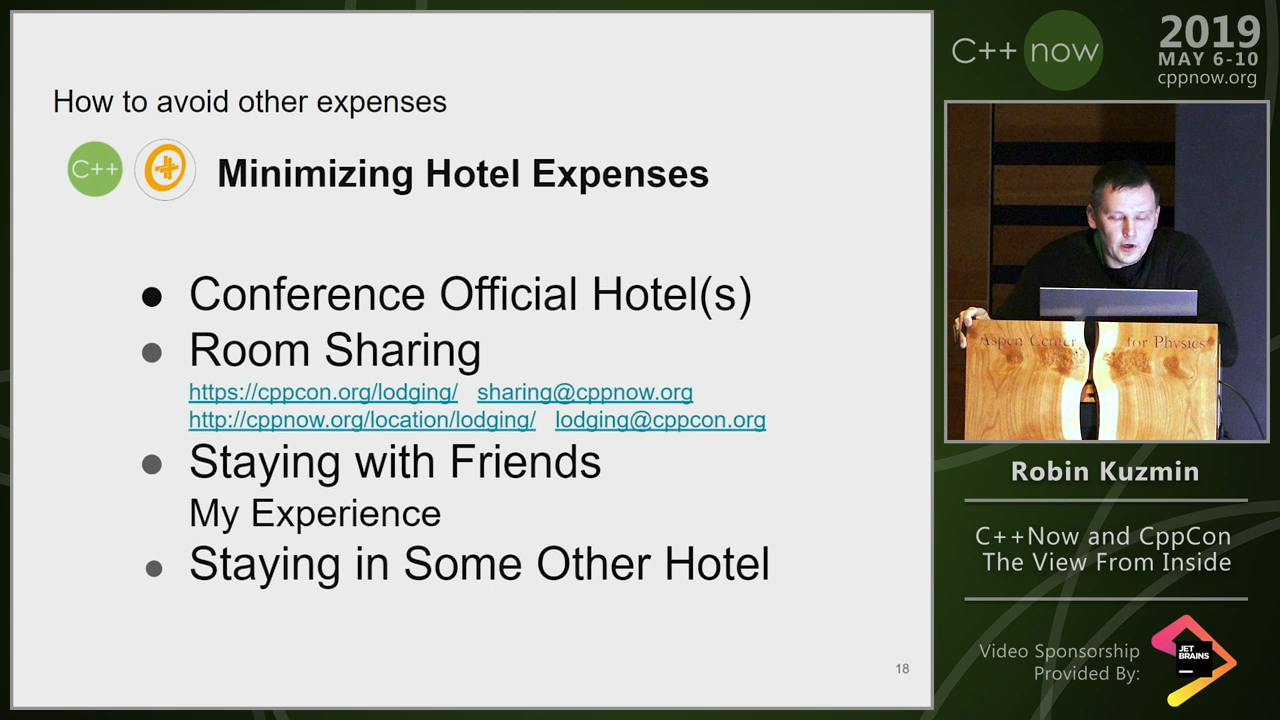 How to avoid other expenses
C++
Minimizing Hotel Expenses
Conference Official Hotel(s)
Room Sharing
https://cppcon.org/lodging/ sharing@cppnow.org
http://cppnow.org/location/lodging/ lodging@cppcon.org
Staying with Friends
My Experience
Staying in Some Other Hotel
18
C++ now
2019
MAY 6-10
cppnow.org
Aspen Center for Physics
Robin Kuzmin
C++Now and CppCon
The View From Inside
Video Sponsorship
Provided By:
JET
BRAINS